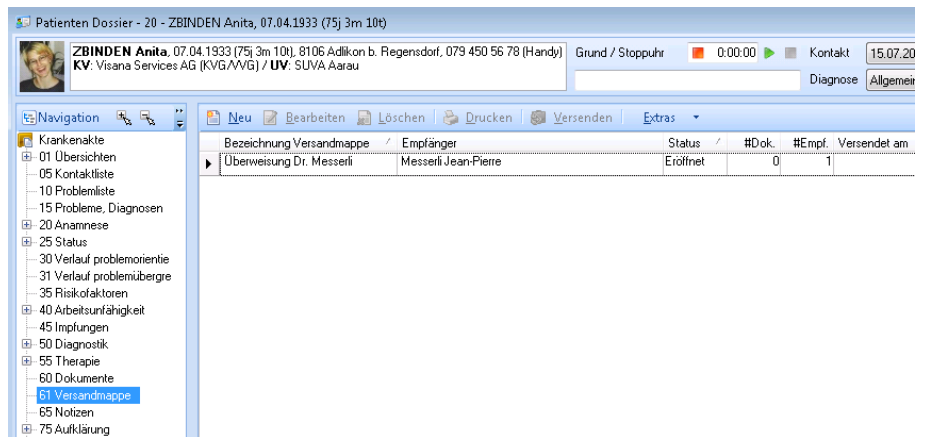 Patienten Dossier - 20 - ZBINDEN Anita, 07.04.1933 (75j 3m 10t)
ZBINDEN Anita, 07.04.1933 (75j 3m 10t), 8106 Adlikon b. Regensdorf, 079 450 56 78 (Handy)
KV: Visana Services AG (KVG/VVG) / UV: SUVA Aarau
Grund / Stoppuhr 0:00:00 Kontakt 15.07.20
Diagnose Allgemein
Navigation
Neu Bearbeiten Löschen Drucken Versenden Extras
Bezeichnung Versandmappe Empfänger Status #Dok. #Empf. Versendet am
Überweisung Dr. Messerli Messerli Jean-Pierre Eröffnet 0 1
Krankenakte
01 Übersichten
05 Kontaktliste
10 Problemliste
15 Probleme, Diagnosen
20 Anamnese
25 Status
30 Verlauf problemorientie
31 Verlauf problemübergre
35 Risikofaktoren
40 Arbeitsunfähigkeit
45 Impfungen
50 Diagnostik
55 Therapie
60 Dokumente
61 Versandmappe
65 Notizen
75 Aufklärung